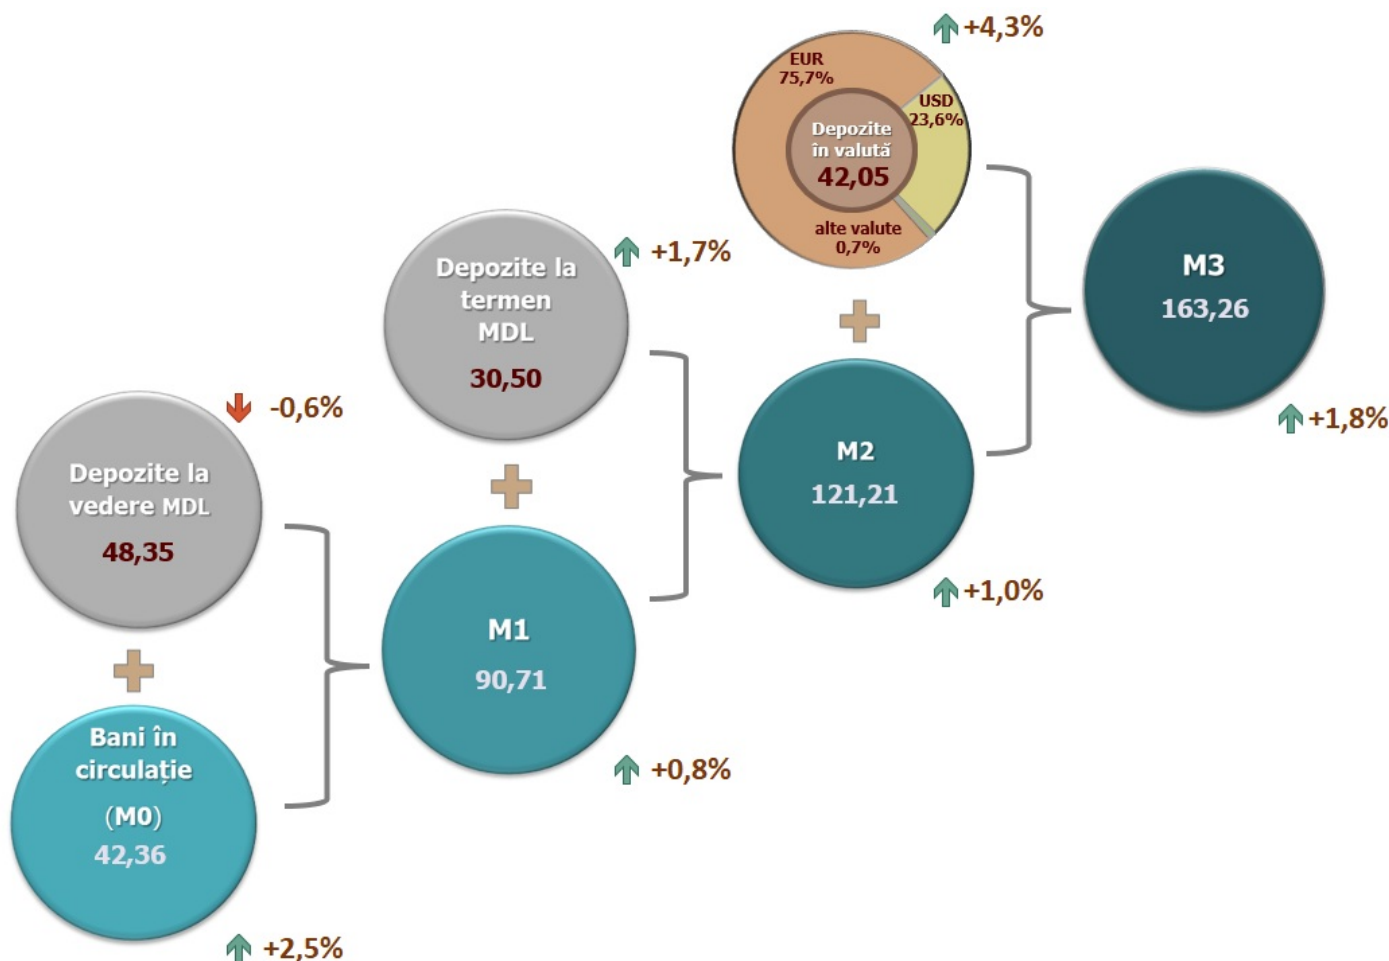 Depozite la
vedere MDL
48,35
-0,6%
Bani în
circulație
(M0)
42,36
+2,5%
Depozite la
termen
MDL
30,50
+1,7%
M1
90,71
+0,8%
EUR
75,7%
USD
23,6%
alte valute
0,7%
Depozite
în valută
42,05
+4,3%
M2
121,21
+1,0%
M3
163,26
+1,8%